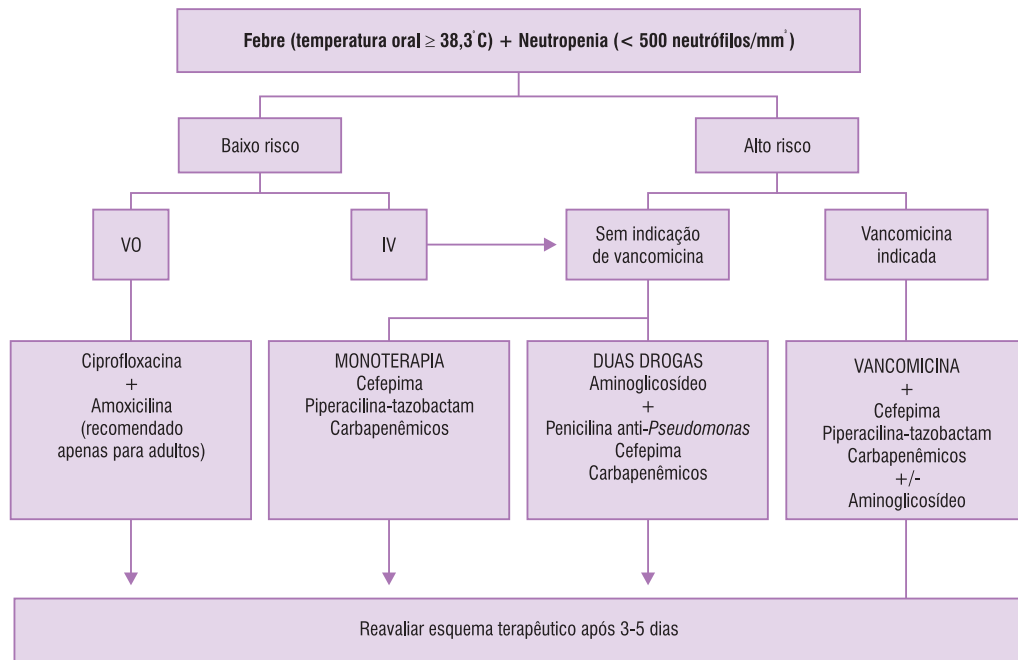 Febre (temperatura oral ≥ 38,3°C) + Neutropenia (< 500 neutrófilos/mm³)
Baixo risco
Alto risco
VO
IV
Sem indicação
de vancomicina
Vancomicina
indicada
Ciprofloxacina
+
Amoxicilina
(recomendado
apenas para adultos)
MONOTERAPIA
Cefepima
Piperacilina-tazobactam
Carbapenêmicos
DUAS DROGAS
Aminoglicosídeo
+
Penicilina anti-Pseudomonas
Cefepima
Carbapenêmicos
VANCOMICINA
+
Cefepima
Piperacilina-tazobactam
Carbapenêmicos
+/-
Aminoglicosídeo
Reavaliar esquema terapêutico após 3-5 dias